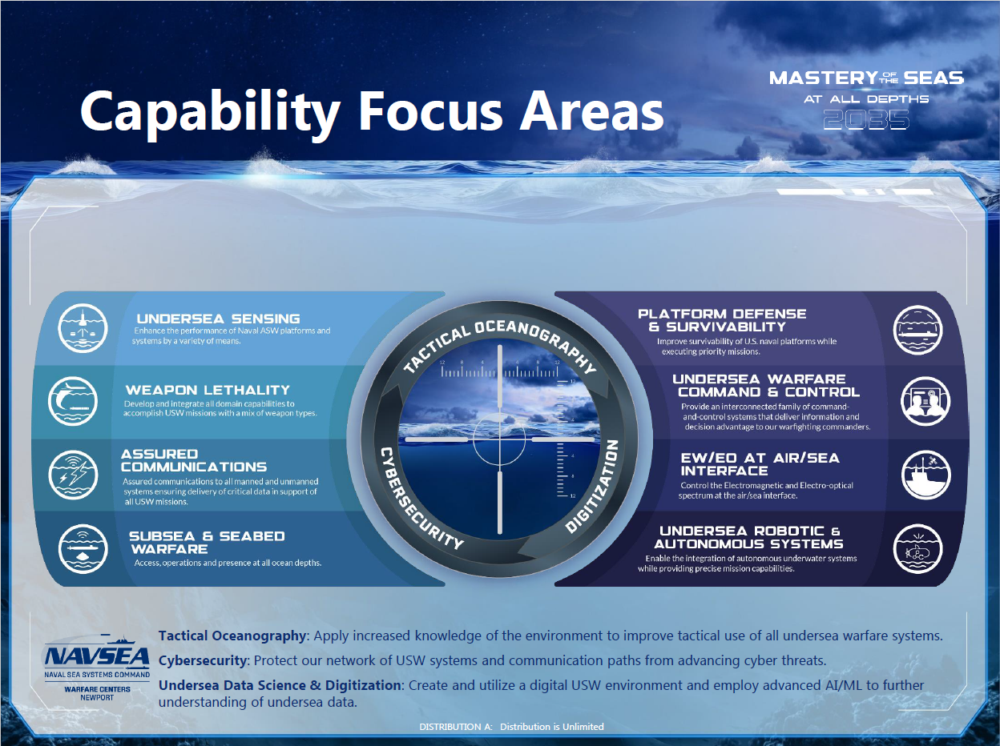 Capability Focus Areas
MASTERY OF THE SEAS
AT ALL DEPTHS
2035
UNDERSEA SENSING
Enhance the performance of Naval ASW platforms and
systems by a variety of means.
WEAPON LETHALITY
Develop and integrate all domain capabilities to
accomplish USW missions with a mix of weapon types.
ASSURED
COMMUNICATIONS
Assured communications to all manned and unmanned
systems ensuring delivery of critical data in support of
all USW missions.
SUBSEA & SEABED
WARFARE
Access, operations and presence at all ocean depths.
TACTICAL OCEANOGRAPHY
CYBERSECURITY
DIGITIZATION
12 8 4 4 8 12
12
4
8
12
PLATFORM DEFENSE
& SURVIVABILITY
Improve survivability of U.S. naval platforms while
executing priority missions.
UNDERSEA WARFARE
COMMAND & CONTROL
Provide an interconnected family of command-
and-control systems that deliver information and
decision advantage to our warfighting commanders.
EW/EO AT AIR/SEA
INTERFACE
Control the Electromagnetic and Electro-optical
spectrum at the air/sea interface.
UNDERSEA ROBOTIC &
AUTONOMOUS SYSTEMS
Enable the integration of autonomous underwater systems
while providing precise mission capabilities.
NAVSEA
NAVAL SEA SYSTEMS COMMAND
WARFARE CENTERS
NEWPORT
Tactical Oceanography: Apply increased knowledge of the environment to improve tactical use of all undersea warfare systems.
Cybersecurity: Protect our network of USW systems and communication paths from advancing cyber threats.
Undersea Data Science & Digitization: Create and utilize a digital USW environment and employ advanced AI/ML to further
understanding of undersea data.
DISTRIBUTION A: Distribution is Unlimited